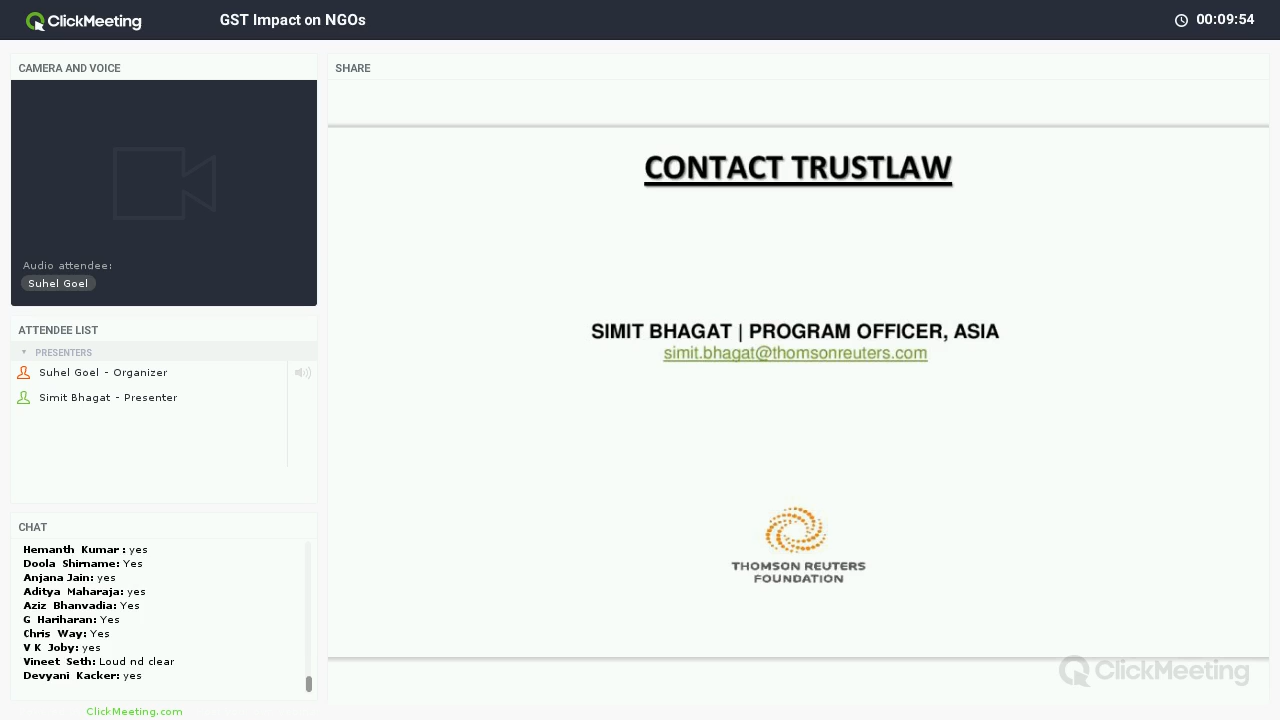 ClickMeeting
GST Impact on NGOs
00:09:54
CAMERA AND VOICE
Audio attendee:
Suhel Goel
ATTENDEE LIST
PRESENTERS
Suhel Goel - Organizer
Simit Bhagat - Presenter
CHAT
Hemanth Kumar : yes
Doola Shirname: Yes
Anjana Jain: yes
Aditya Maharaja: yes
Aziz Bhanvadia: Yes
G Hariharan: Yes
Chris Way: Yes
V K Joby: yes
Vineet Seth: Loud nd clear
Devyani Kacker: yes
ClickMeeting.com
SHARE
CONTACT TRUSTLAW
SIMIT BHAGAT | PROGRAM OFFICER, ASIA
simit.bhagat@thomsonreuters.com
THOMSON REUTERS
FOUNDATION
ClickMeeting